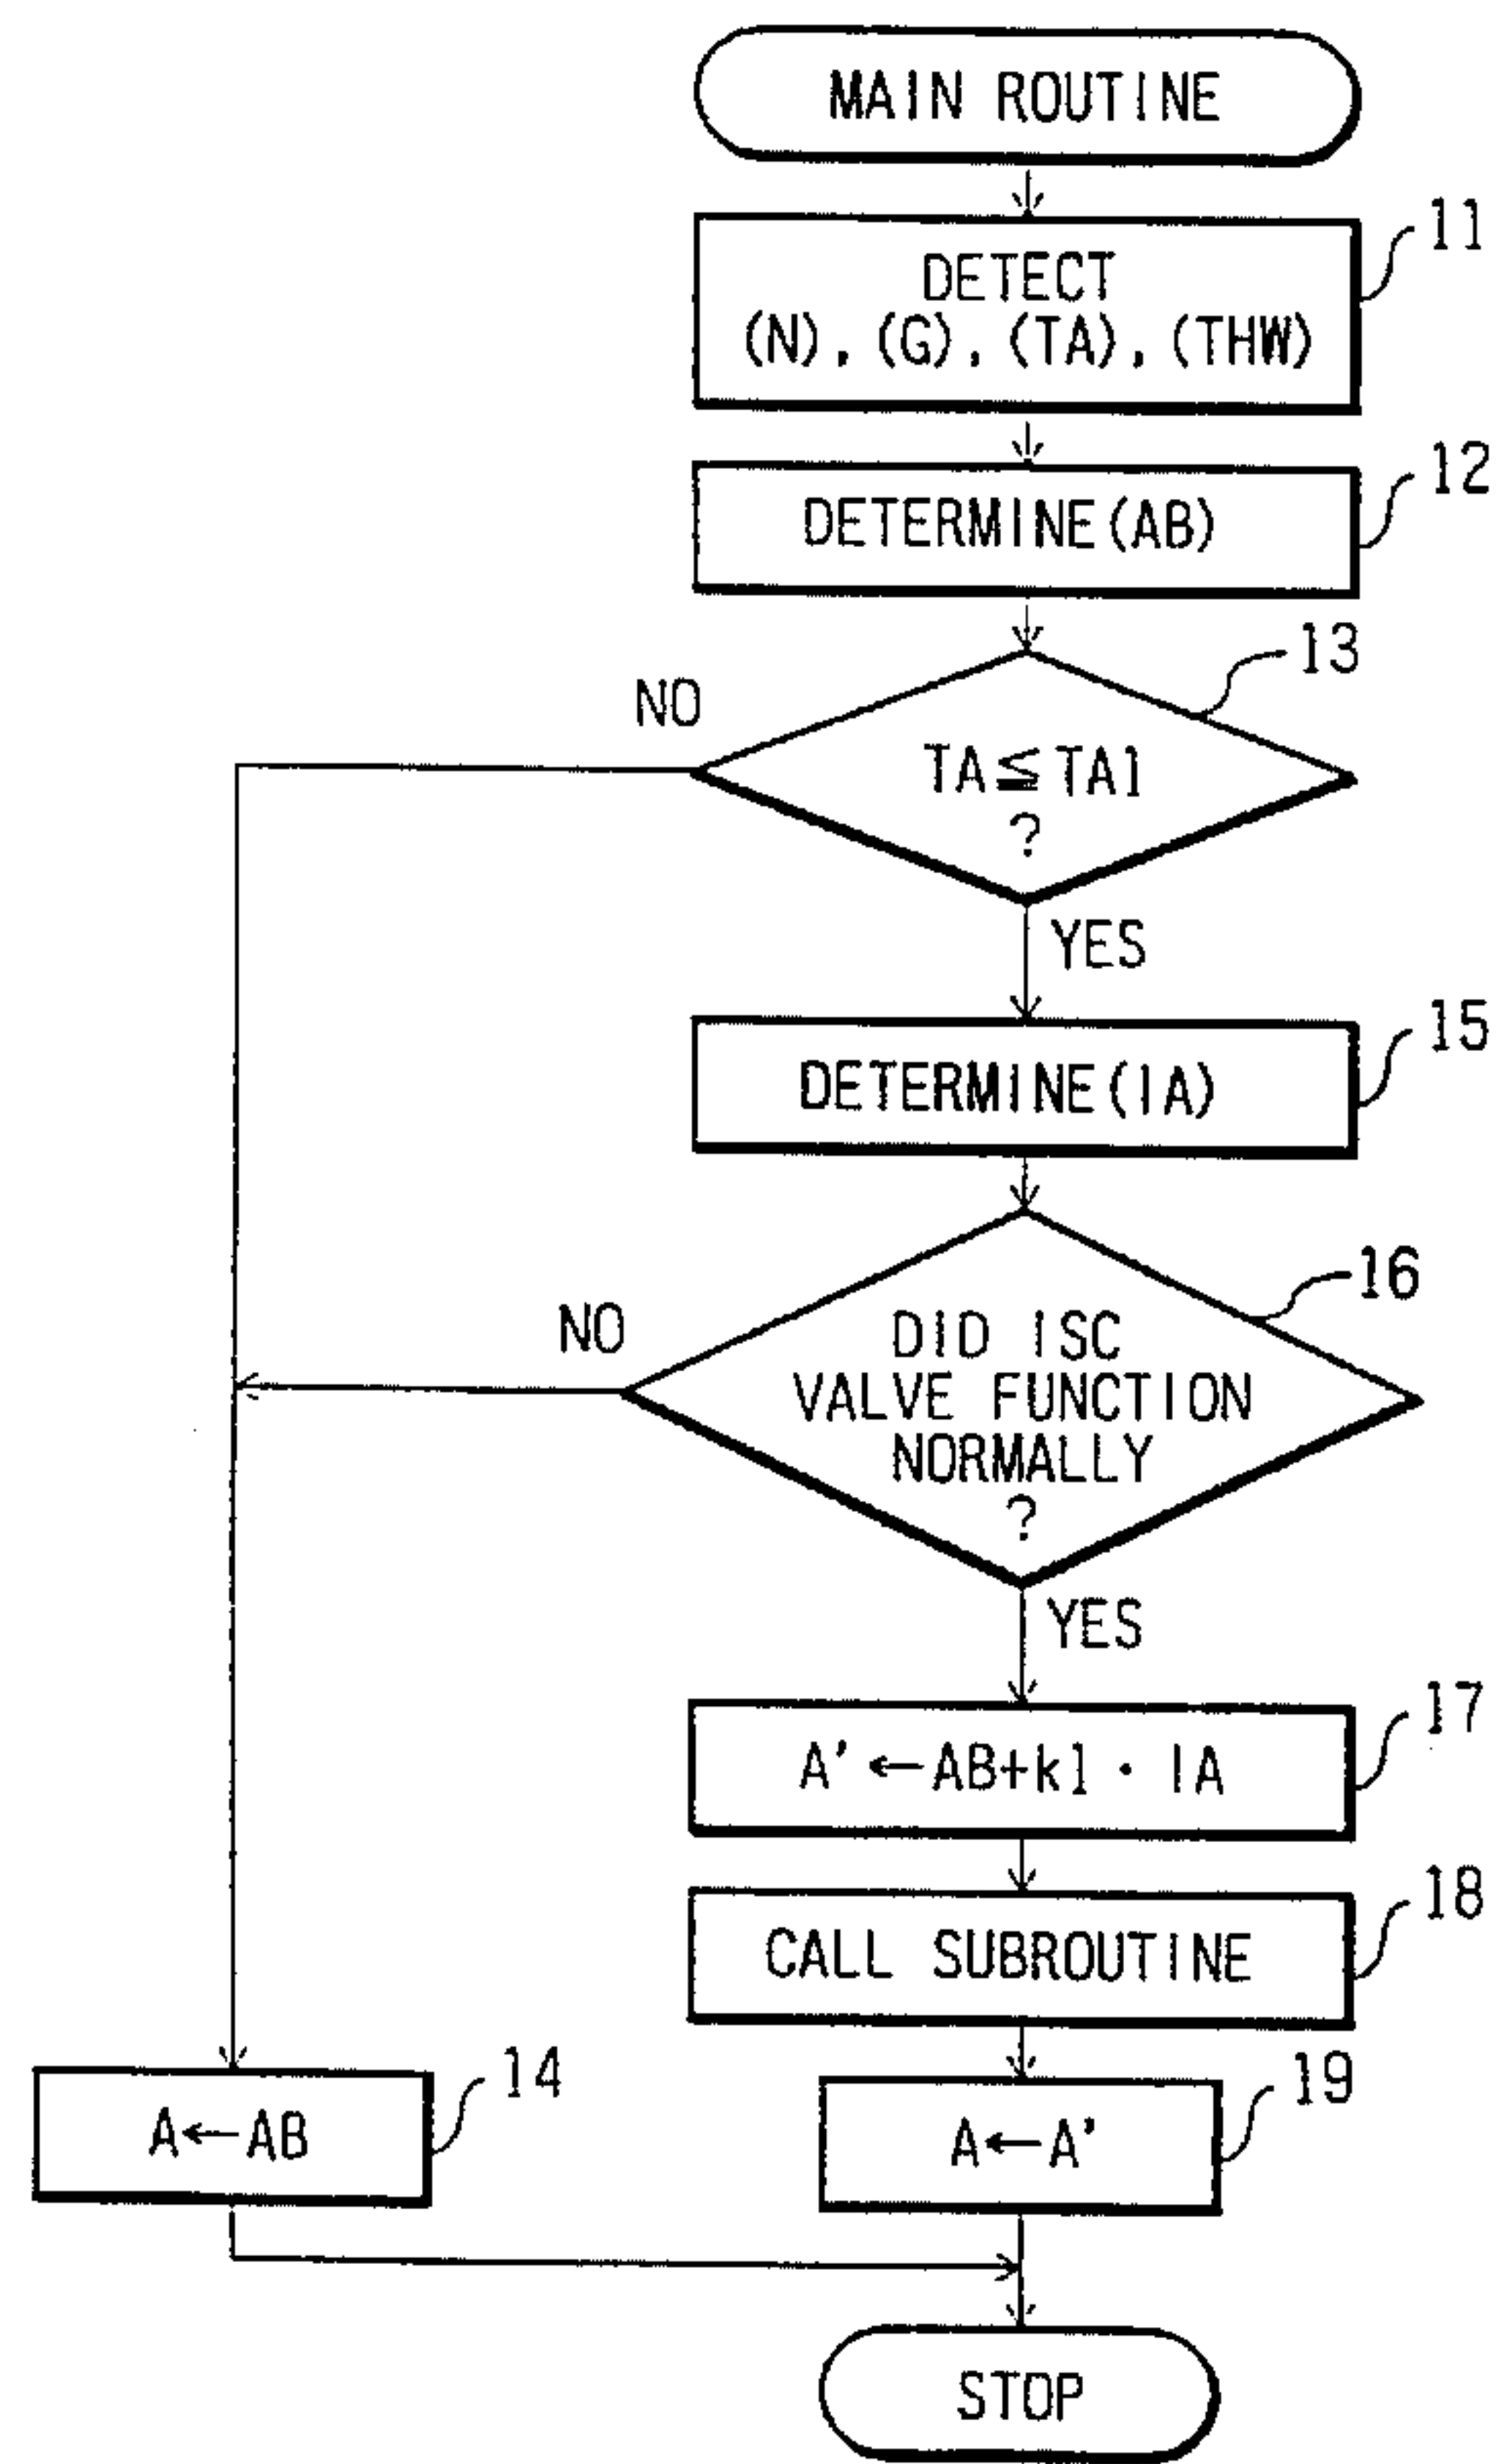 MAIN ROUTINE
11
DETECT
(N), (G), (TA), (THW)
12
DETERMINE(AB)
13
NO
TA≦TA1
?
YES
15
DETERMINE(IA)
16
NO
DID ISC
VALVE FUNCTION
NORMALLY
?
YES
17
A'←AB+k1・IA
18
CALL SUBROUTINE
14
A←AB
19
A←A'
STOP